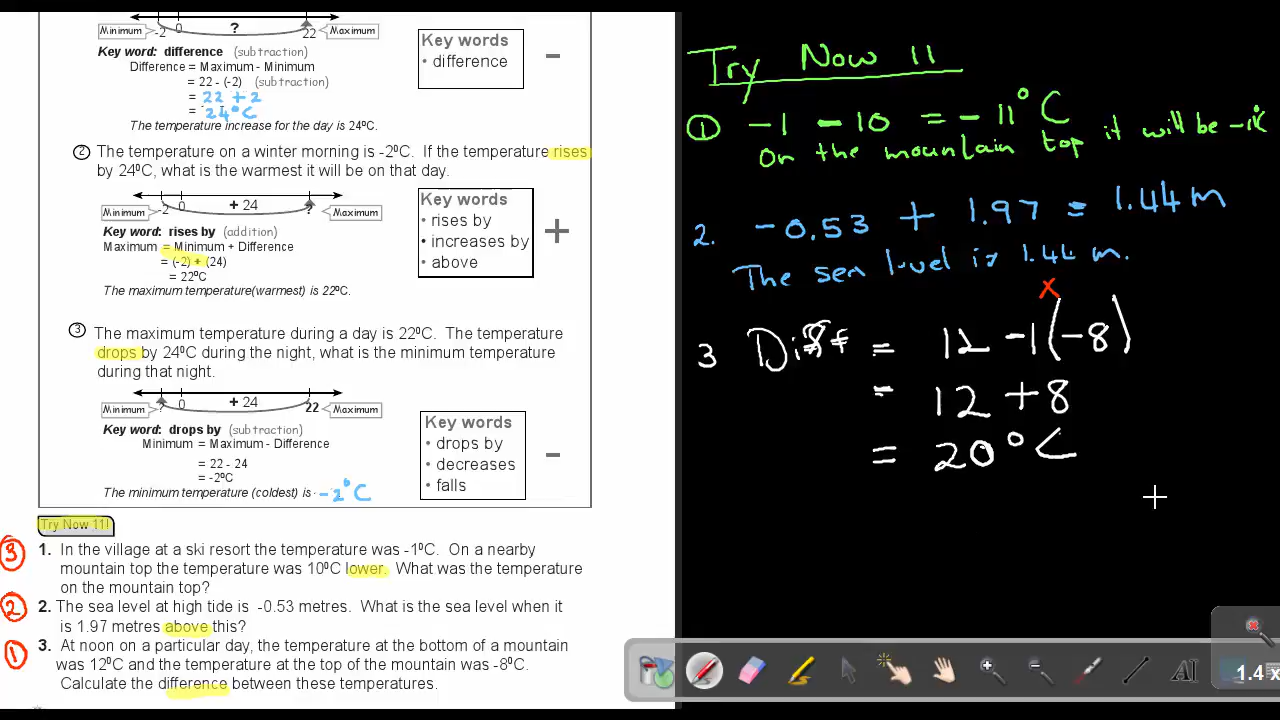 Minimum -2 0 ? 22 Maximum
Key word: difference (subtraction)
Difference = Maximum - Minimum
= 22 - (-2) (subtraction)
= 22 + 2
= 24°C
The temperature increase for the day is 24⁰C.
Key words
• difference
−
② The temperature on a winter morning is -2⁰C. If the temperature rises
by 24⁰C, what is the warmest it will be on that day.
Minimum -2 0 + 24 ? Maximum
Key word: rises by (addition)
Maximum = Minimum + Difference
= (-2) + (24)
= 22⁰C
The maximum temperature(warmest) is 22⁰C.
Key words
• rises by
• increases by
• above
+
③ The maximum temperature during a day is 22⁰C. The temperature
drops by 24⁰C during the night, what is the minimum temperature
during that night.
Minimum ? 0 + 24 22 Maximum
Key word: drops by (subtraction)
Minimum = Maximum - Difference
= 22 - 24
= -2⁰C
The minimum temperature (coldest) is -2°C
Key words
• drops by
• decreases
• falls
−
Try Now 11!
③ 1. In the village at a ski resort the temperature was -1⁰C. On a nearby
mountain top the temperature was 10⁰C lower. What was the temperature
on the mountain top?
② 2. The sea level at high tide is -0.53 metres. What is the sea level when it
is 1.97 metres above this?
① 3. At noon on a particular day, the temperature at the bottom of a mountain
was 12⁰C and the temperature at the top of the mountain was -8⁰C.
Calculate the difference between these temperatures.
Try Now 11
① -1 - 10 = -11°C
On the mountain top it will be
2. -0.53 + 1.97 = 1.44 m
The sea level is 1.44 m.
x
3 Diff = 12 -1(-8)
= 12 + 8
= 20°C
AI
1.4 x